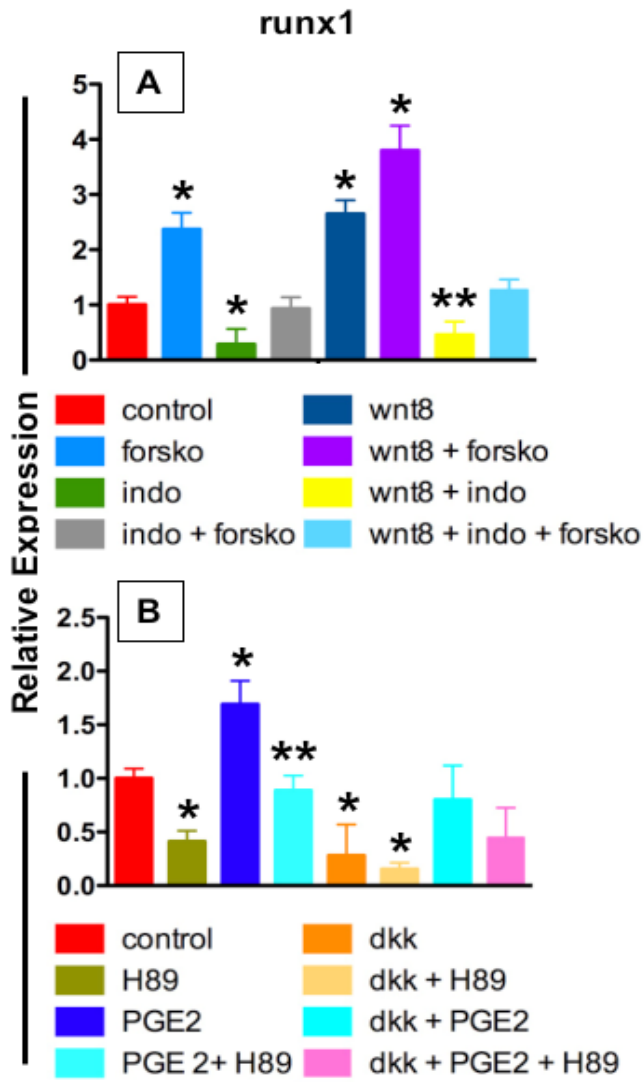 runx1
A
5
4
3
2
1
0
*
*
*
*
**
control
forsko
indo
indo + forsko
wnt8
wnt8 + forsko
wnt8 + indo
wnt8 + indo + forsko
Relative Expression
B
2.5
2.0
1.5
1.0
0.5
0.0
*
*
**
*
*
control
H89
PGE2
PGE 2+ H89
dkk
dkk + H89
dkk + PGE2
dkk + PGE2 + H89